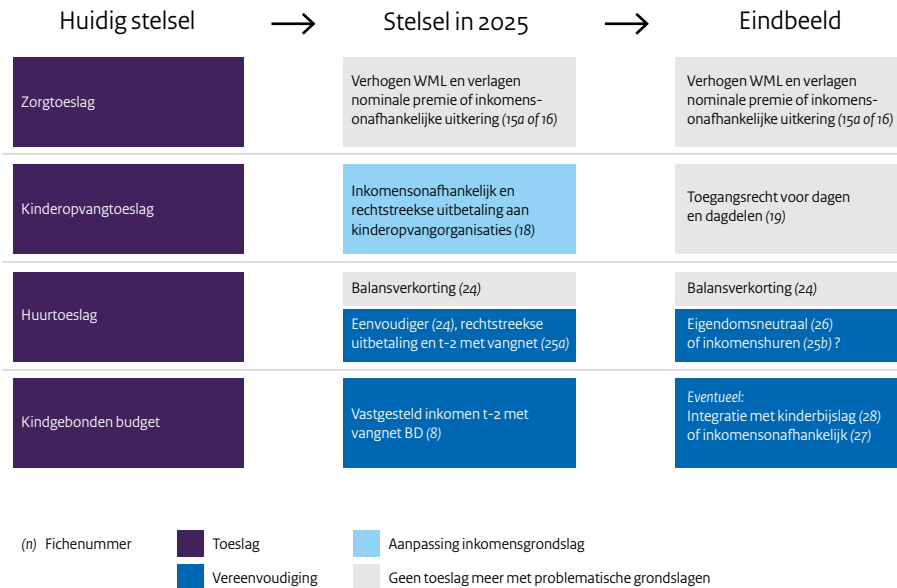 Huidig stelsel → Stelsel in 2025 → Eindbeeld
Zorgtoeslag
Verhogen WML en verlagen
nominale premie of inkomens-
onafhankelijke uitkering (15a of 16)
Verhogen WML en verlagen
nominale premie of inkomens-
onafhankelijke uitkering (15a of 16)
Kinderopvangtoeslag
Inkomensonafhankelijk en
rechtstreekse uitbetaling aan
kinderopvangorganisaties (18)
Toegangsrecht voor dagen
en dagdelen (19)
Huurtoeslag
Balansverkorting (24)
Eenvoudiger (24), rechtstreekse
uitbetaling en t-2 met vangnet (25a)
Balansverkorting (24)
Eigendomsneutraal (26)
of inkomenshuren (25b) ?
Kindgebonden budget
Vastgesteld inkomen t-2 met
vangnet BD (8)
Eventueel:
Integratie met kinderbijslag (28)
of inkomensonafhankelijk (27)
(n) Fichenummer
Toeslag
Aanpassing inkomensgrondslag
Vereenvoudiging
Geen toeslag meer met problematische grondslagen